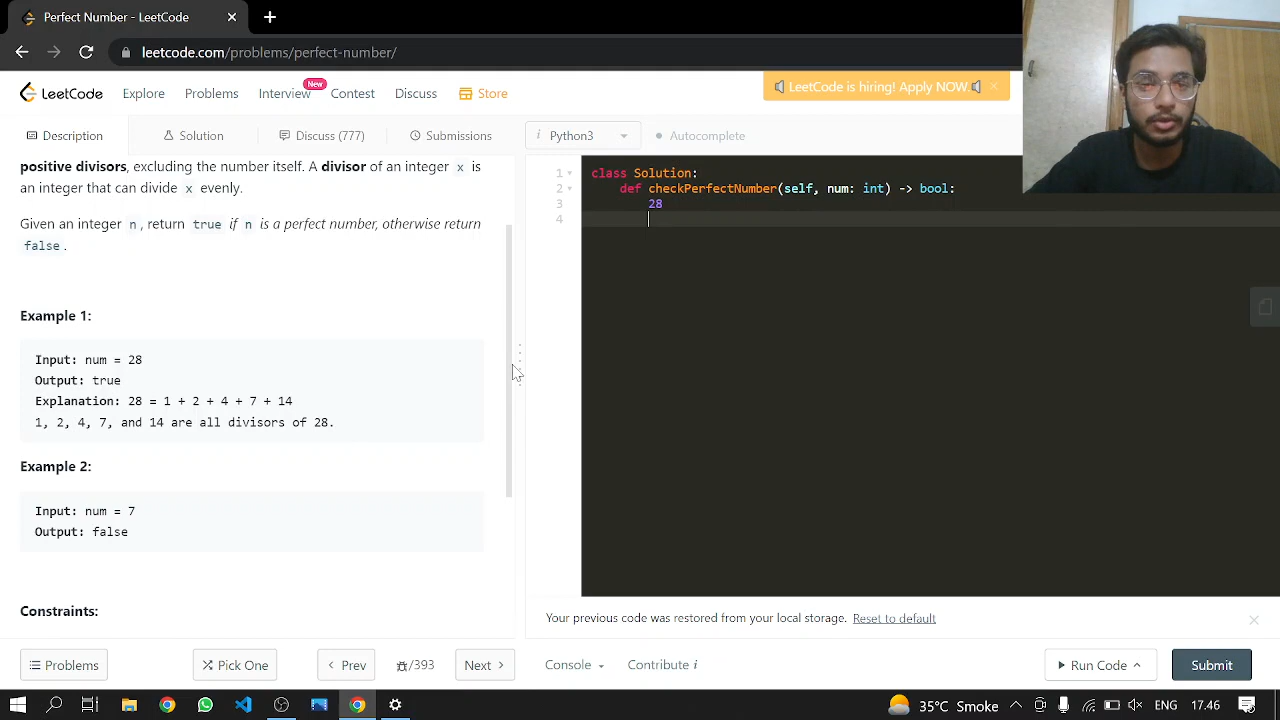 Perfect Number - LeetCode
leetcode.com/problems/perfect-number/
LeetCode Explore Problems Interview New Contest Discuss Store
LeetCode is hiring! Apply NOW.
Description Solution Discuss (777) Submissions
i Python3 Autocomplete
positive divisors, excluding the number itself. A divisor of an integer x is
an integer that can divide x evenly.
Given an integer n, return true if n is a perfect number, otherwise return
false.
Example 1:
Input: num = 28
Output: true
Explanation: 28 = 1 + 2 + 4 + 7 + 14
1, 2, 4, 7, and 14 are all divisors of 28.
Example 2:
Input: num = 7
Output: false
Constraints:
1 class Solution:
2 def checkPerfectNumber(self, num: int) -> bool:
3 28
4
Your previous code was restored from your local storage. Reset to default
Problems Pick One Prev /393 Next
Console Contribute i Run Code Submit
35°C Smoke ENG 17.46